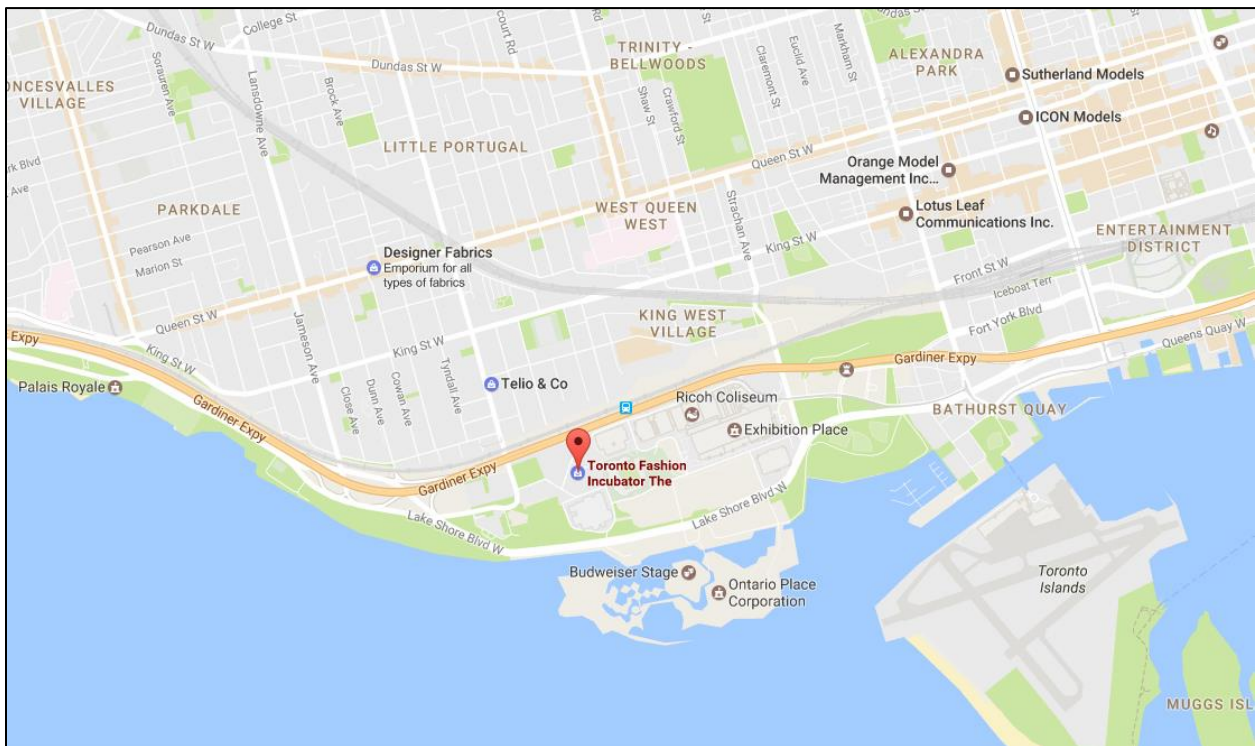 College St
Dundas St W
Dundas St W
Sorauren Ave
Lansdowne Ave
Brock Ave
court Rd
TRINITY -
BELLWOODS
Claremont St
Euclid Ave
Markham St
ALEXANDRA
PARK
Sutherland Models
ONCESVALLES
VILLAGE
Shaw St
Crawford St
ICON Models
LITTLE PORTUGAL
Queen St W
rk Blvd
Orange Model
Management Inc...
Strachan Ave
PARKDALE
WEST QUEEN
WEST
Lotus Leaf
Communications Inc.
King St W
ENTERTAINMENT
DISTRICT
Pearson Ave
Marion St
Designer Fabrics
Emporium for all
types of fabrics
Front St W
Iceboat Terr
Queen St W
Jameson Ave
KING WEST
VILLAGE
Fort York Blvd
Queens Quay W
Expy
King St W
King St W
Tyndall Ave
Gardiner Expy
Palais Royale
Close Ave
Dunn Ave
Cowan Ave
Telio & Co
Ricoh Coliseum
Gardiner Expy
Exhibition Place
BATHURST QUAY
Gardiner Expy
Toronto Fashion
Incubator The
Lake Shore Blvd W
Lake Shore Blvd W
Budweiser Stage
Ontario Place
Corporation
Toronto
Islands
MUGGS ISL